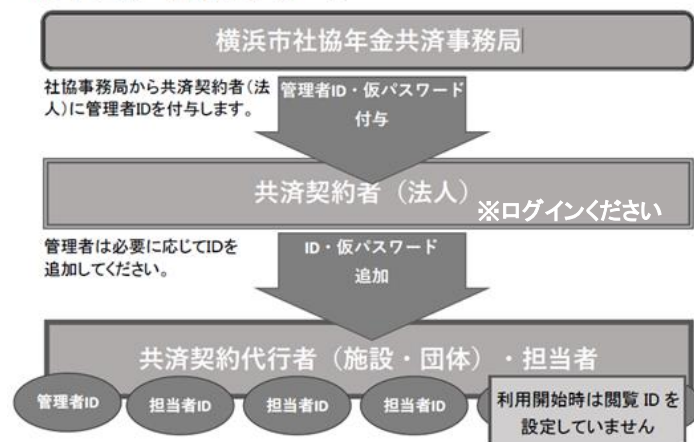 横浜市社協年金共済事務局
社協事務局から共済契約者（法
人）に管理者IDを付与します。
管理者ID・仮パスワード
付与
共済契約者（法人）
※ログインください
管理者は必要に応じてIDを
追加してください。
ID・仮パスワード
追加
共済契約代行者（施設・団体）・担当者
管理者ID
担当者ID
担当者ID
担当者ID
利用開始時は閲覧 ID を
設定していません